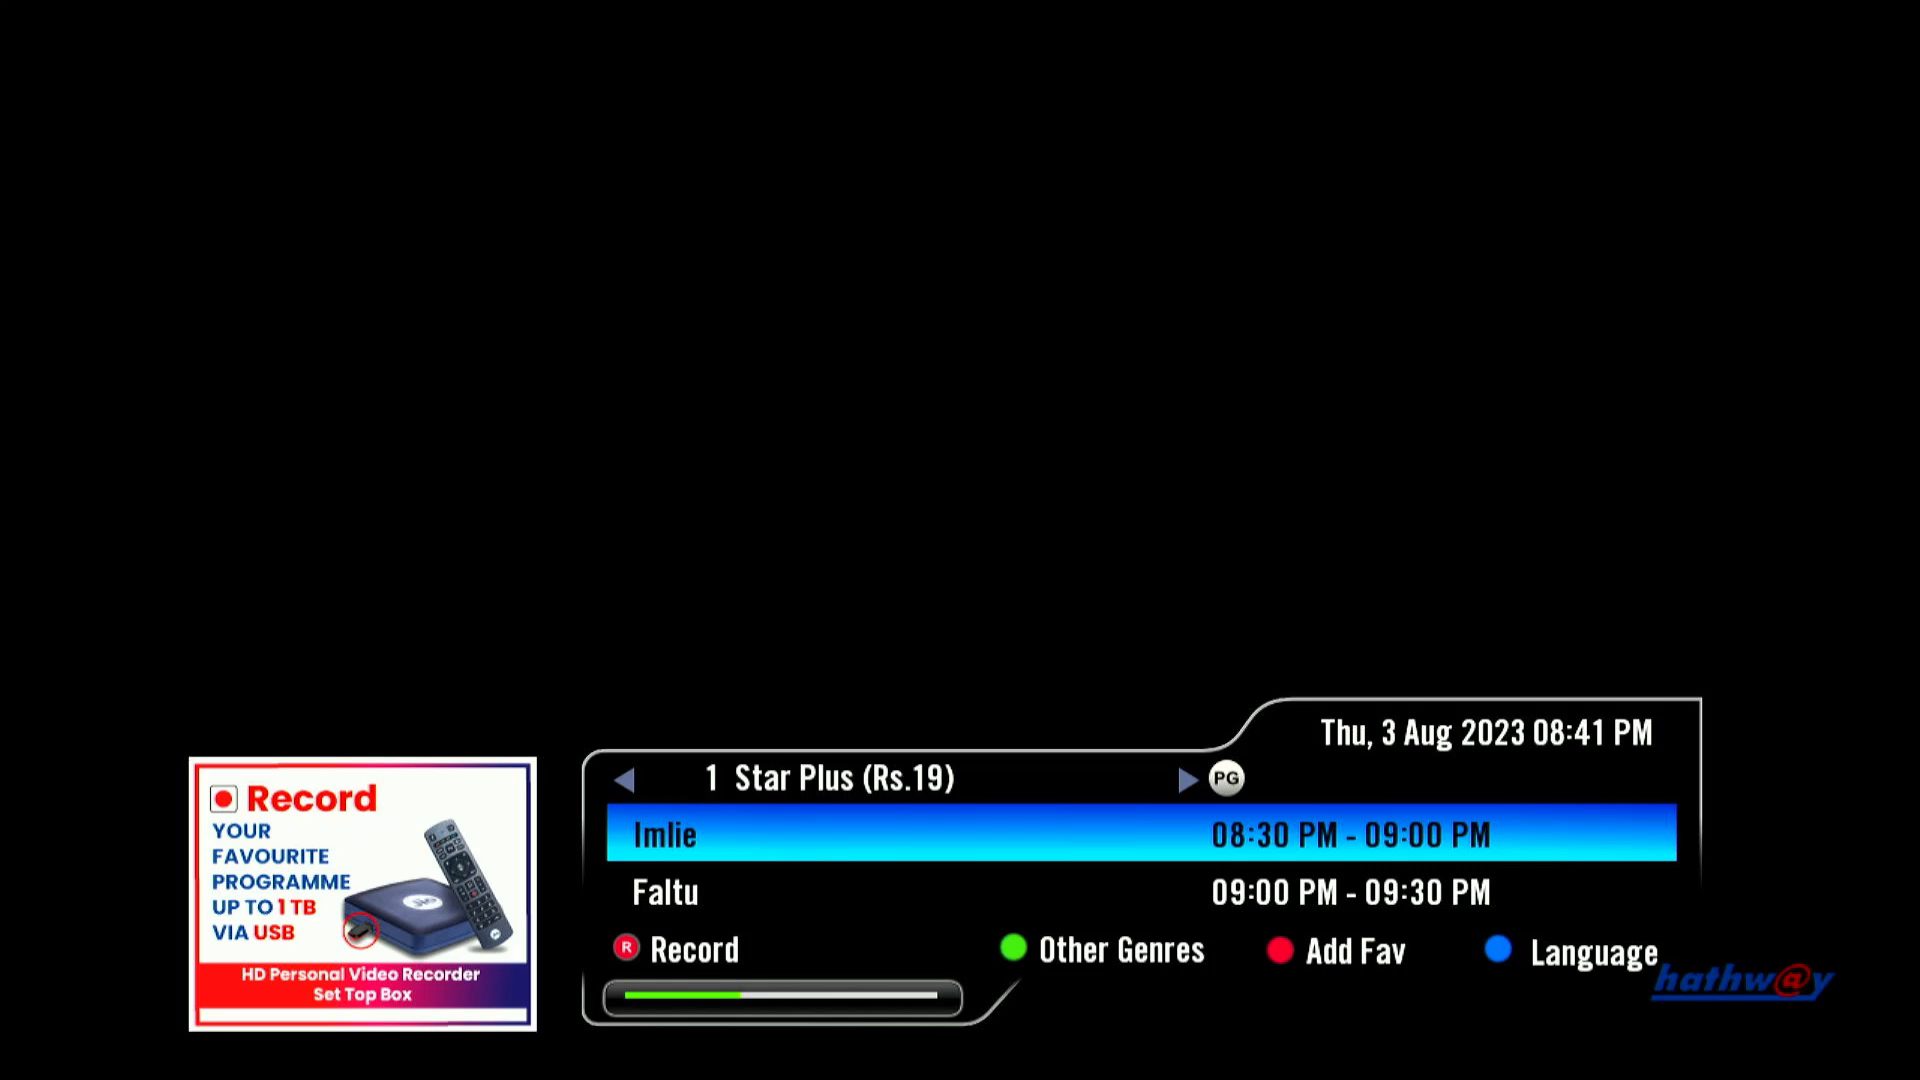 Thu, 3 Aug 2023 08:41 PM
1 Star Plus (Rs.19)
PG
Imlie 08:30 PM - 09:00 PM
Faltu 09:00 PM - 09:30 PM
R Record Other Genres Add Fav Language
hathw@y
Record
YOUR
FAVOURITE
PROGRAMME
UP TO 1 TB
VIA USB
Jio
HD Personal Video Recorder
Set Top Box